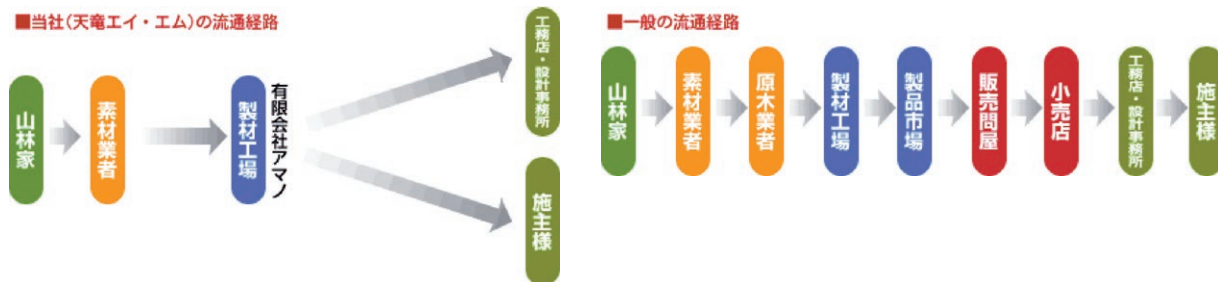 ■当社(天竜エイ・エム)の流通経路
山林家
素材業者
製材工場
有限会社アマノ
工務店・設計事務所
施主様
■一般の流通経路
山林家
素材業者
原木業者
製材工場
製品市場
販売問屋
小売店
工務店・設計事務所
施主様